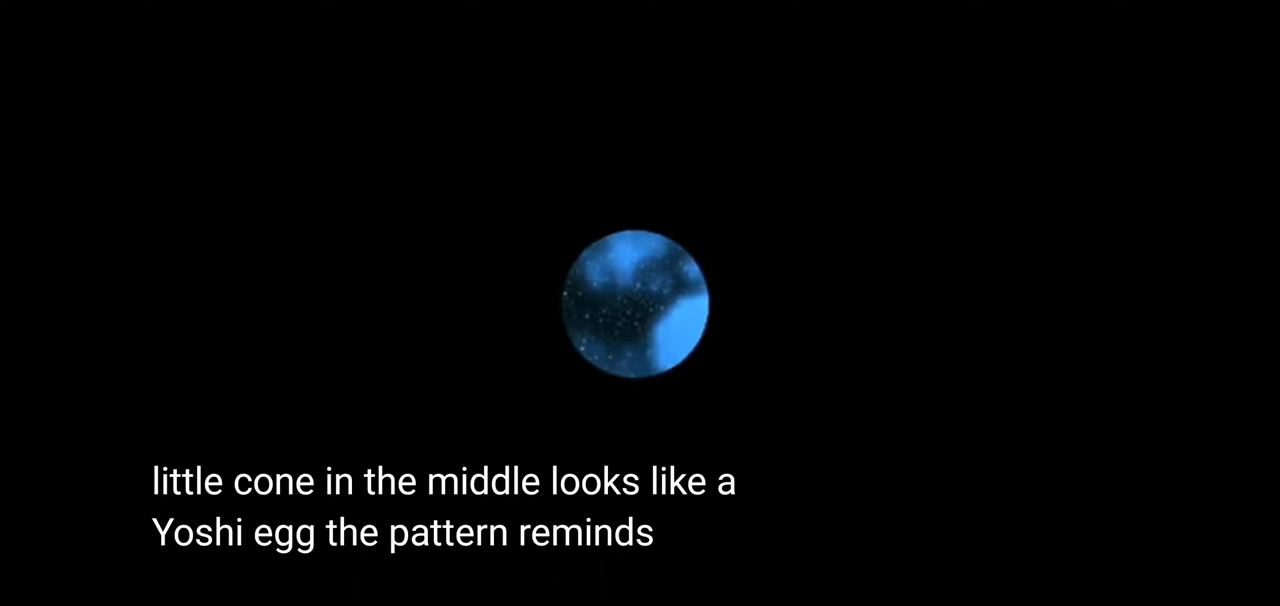 little cone in the middle looks like a
Yoshi egg the pattern reminds